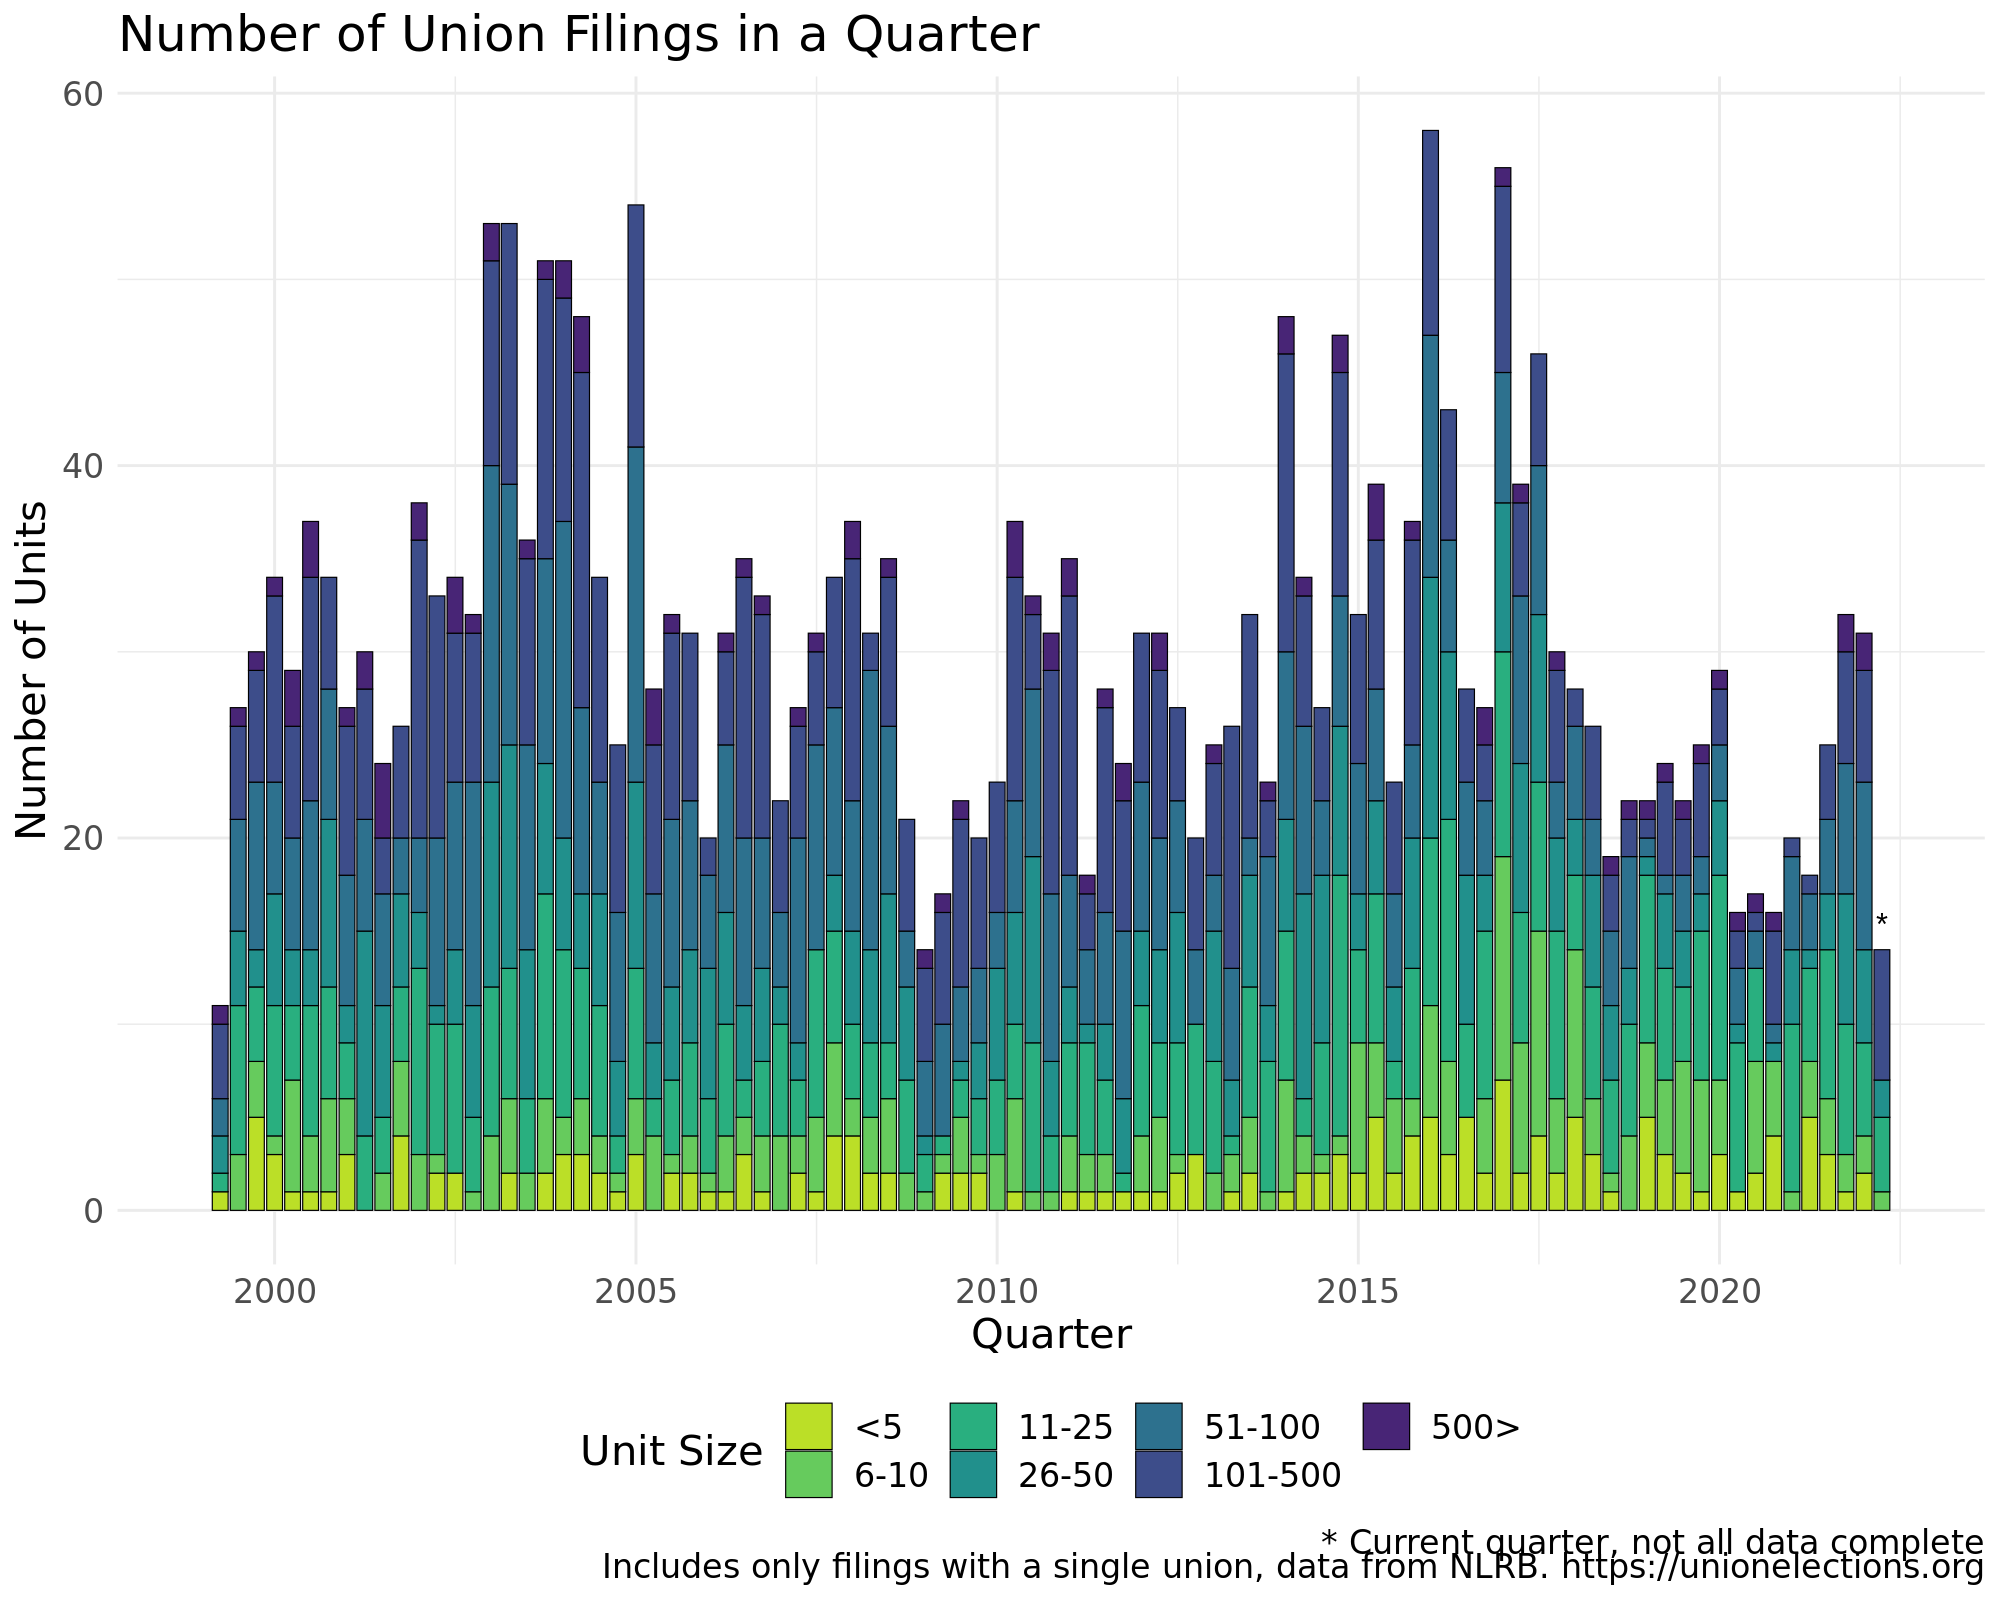 Number of Union Filings in a Quarter
60
40
20
0
Number of Units
*
2000 2005 2010 2015 2020
Quarter
Unit Size
<5 11-25 51-100 500>
6-10 26-50 101-500
* Current quarter, not all data complete
Includes only filings with a single union, data from NLRB. https://unionelections.org